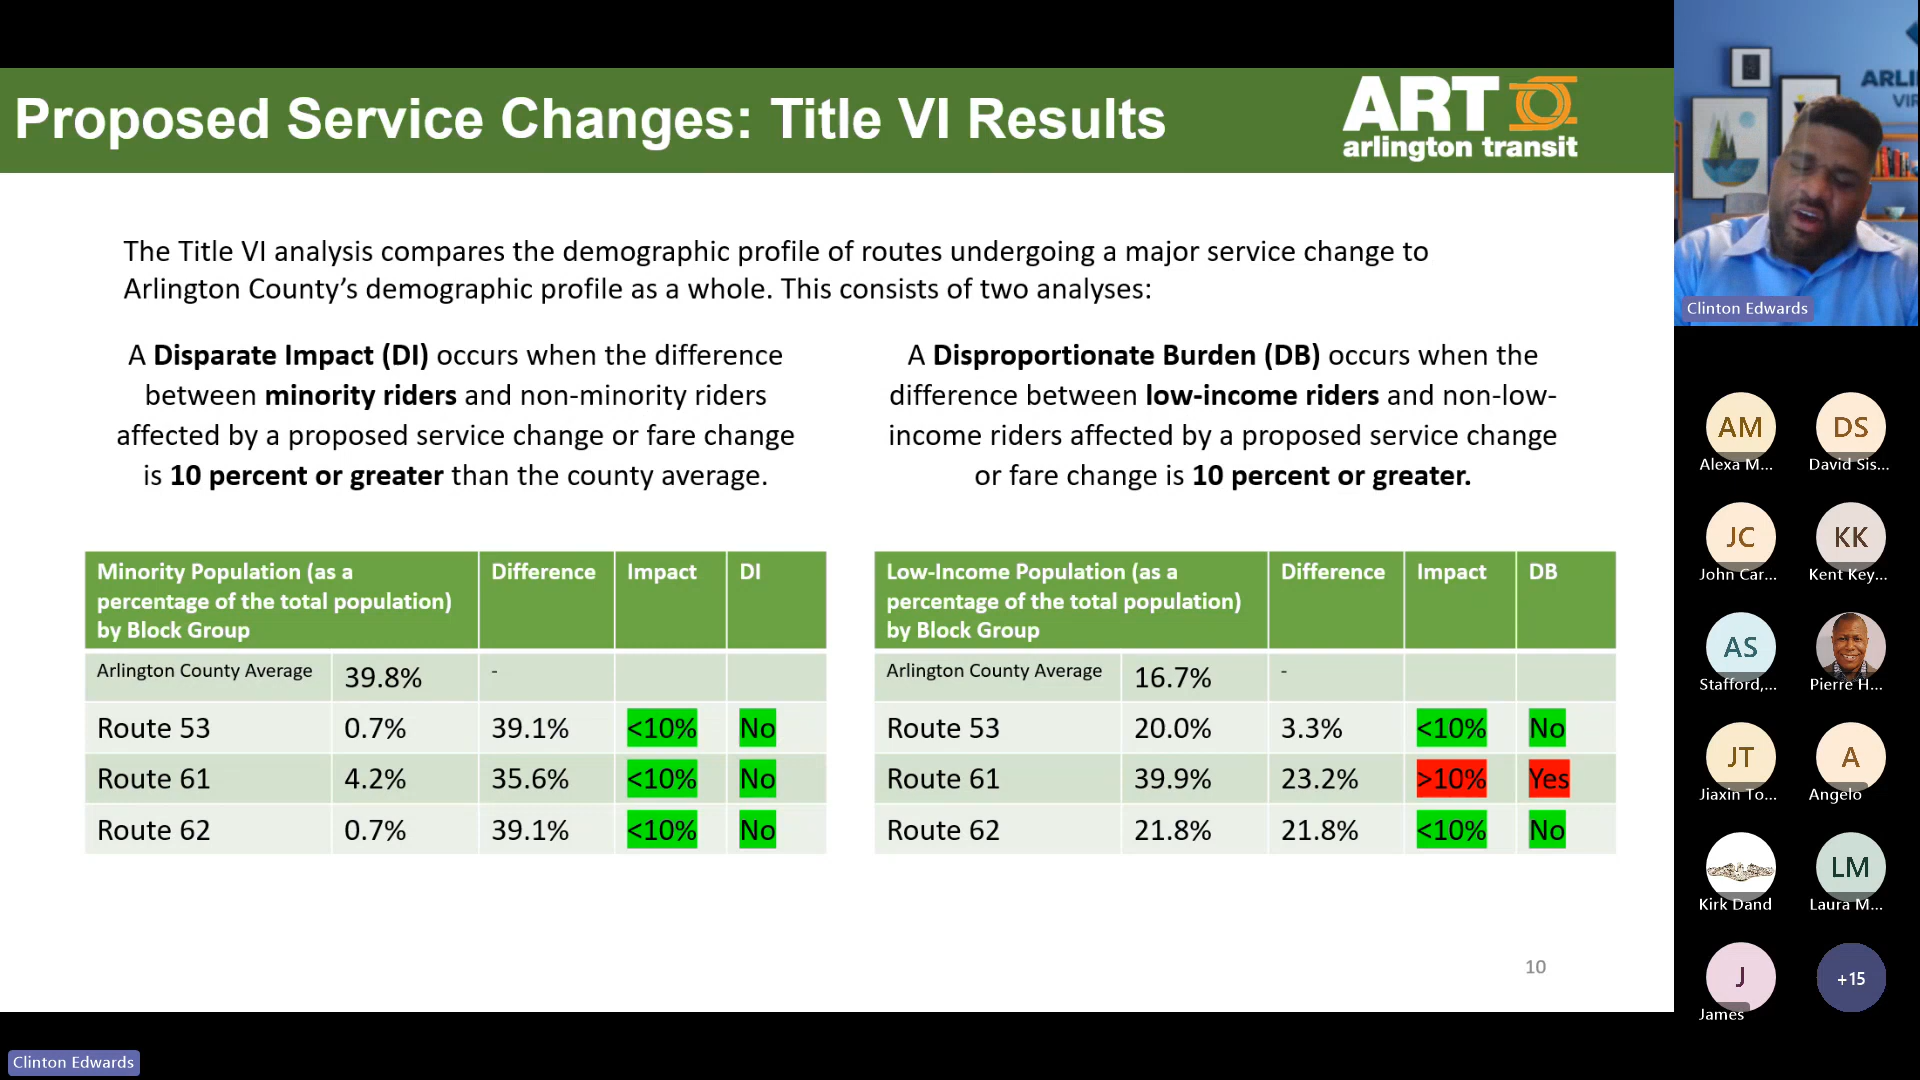 Proposed Service Changes: Title VI Results
ART
arlington transit
The Title VI analysis compares the demographic profile of routes undergoing a major service change to
Arlington County's demographic profile as a whole. This consists of two analyses:
A Disparate Impact (DI) occurs when the difference
between minority riders and non-minority riders
affected by a proposed service change or fare change
is 10 percent or greater than the county average.
A Disproportionate Burden (DB) occurs when the
difference between low-income riders and non-low-
income riders affected by a proposed service change
or fare change is 10 percent or greater.
Minority Population (as a
percentage of the total population)
by Block Group
Difference
Impact
DI
Arlington County Average 39.8% -
Route 53 0.7% 39.1% <10% No
Route 61 4.2% 35.6% <10% No
Route 62 0.7% 39.1% <10% No
Low-Income Population (as a
percentage of the total population)
by Block Group
Difference
Impact
DB
Arlington County Average 16.7% -
Route 53 20.0% 3.3% <10% No
Route 61 39.9% 23.2% >10% Yes
Route 62 21.8% 21.8% <10% No
10
Clinton Edwards
ARLI
VIR
Clinton Edwards
AM
Alexa M...
DS
David Sis...
JC
John Car...
KK
Kent Key...
AS
Stafford,...
Pierre H...
JT
Jiaxin To...
A
Angelo
Kirk Dand
LM
Laura M...
J
James
+15